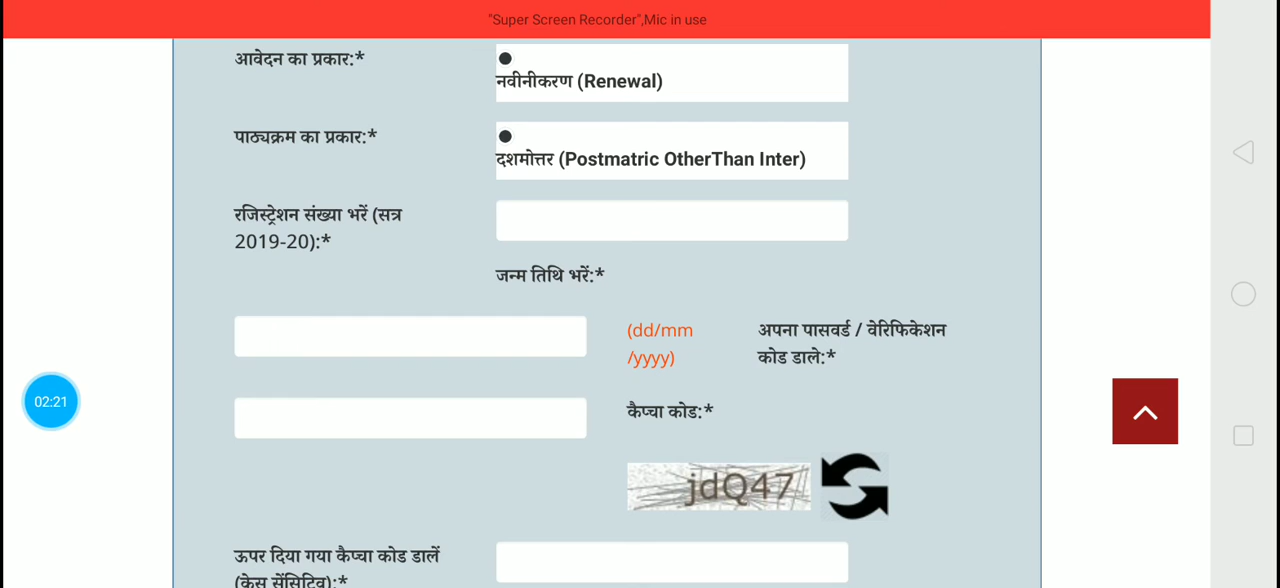 "Super Screen Recorder",Mic in use
आवेदन का प्रकार:*
नवीनीकरण (Renewal)
पाठ्यक्रम का प्रकार:*
दशमोत्तर (Postmatric OtherThan Inter)
रजिस्ट्रेशन संख्या भरें (सत्र
2019-20):*
जन्म तिथि भरें:*
(dd/mm
/yyyy)
अपना पासवर्ड / वेरिफिकेशन
कोड डाले:*
02:21
कैप्चा कोड:*
jdQ47
ऊपर दिया गया कैप्चा कोड डालें
(केस सेंसिटिव):*